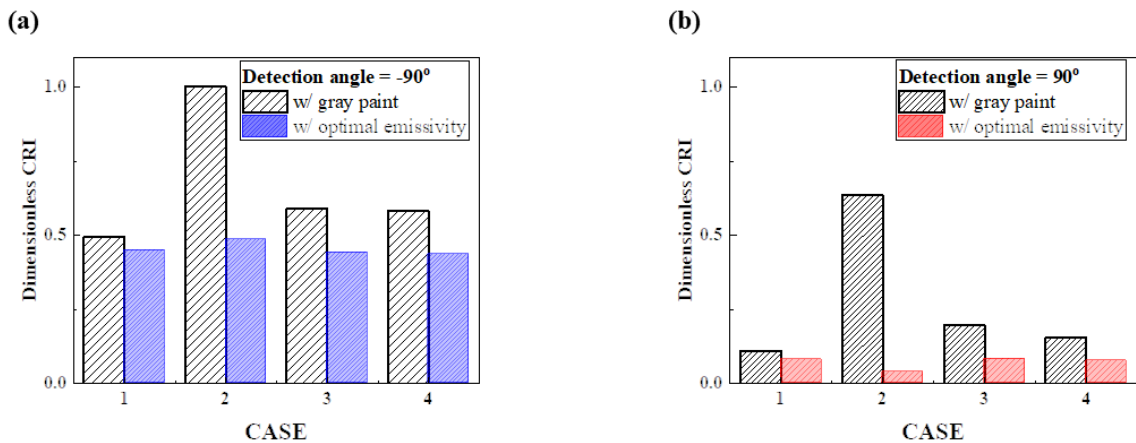 (a)
Dimensionless CRI
1.0
0.5
0.0
Detection angle = -90º
w/ gray paint
w/ optimal emissivity
1 2 3 4
CASE
(b)
Dimensionless CRI
1.0
0.5
0.0
Detection angle = 90º
w/ gray paint
w/ optimal emissivity
1 2 3 4
CASE